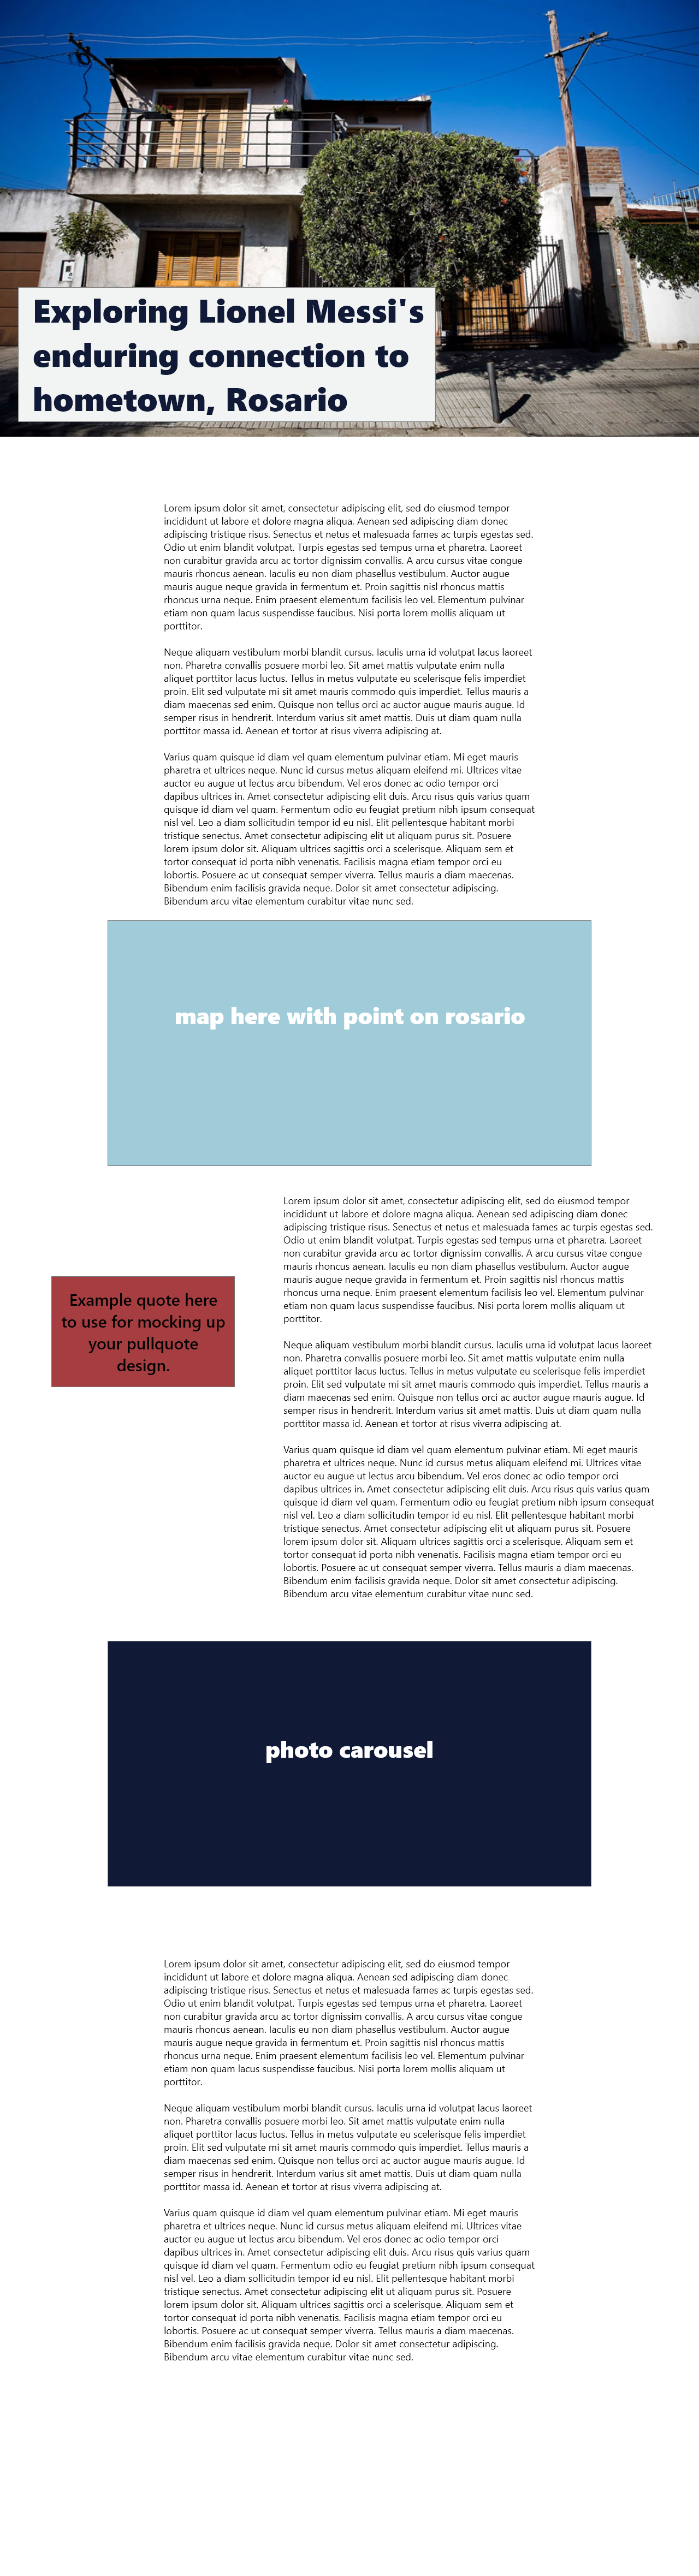 Exploring Lionel Messi's
enduring connection to
hometown, Rosario
Lorem ipsum dolor sit amet, consectetur adipiscing elit, sed do eiusmod tempor
incididunt ut labore et dolore magna aliqua. Aenean sed adipiscing diam donec
adipiscing tristique risus. Senectus et netus et malesuada fames ac turpis egestas sed.
Odio ut enim blandit volutpat. Turpis egestas sed tempus urna et pharetra. Laoreet
non curabitur gravida arcu ac tortor dignissim convallis. A arcu cursus vitae congue
mauris rhoncus aenean. Iaculis eu non diam phasellus vestibulum. Auctor augue
mauris augue neque gravida in fermentum et. Proin sagittis nisl rhoncus mattis
rhoncus urna neque. Enim praesent elementum facilisis leo vel. Elementum pulvinar
etiam non quam lacus suspendisse faucibus. Nisi porta lorem mollis aliquam ut
porttitor.
Neque aliquam vestibulum morbi blandit cursus. Iaculis urna id volutpat lacus laoreet
non. Pharetra convallis posuere morbi leo. Sit amet mattis vulputate enim nulla
aliquet porttitor lacus luctus. Tellus in metus vulputate eu scelerisque felis imperdiet
proin. Elit sed vulputate mi sit amet mauris commodo quis imperdiet. Tellus mauris a
diam maecenas sed enim. Quisque non tellus orci ac auctor augue mauris augue. Id
semper risus in hendrerit. Interdum varius sit amet mattis. Duis ut diam quam nulla
porttitor massa id. Aenean et tortor at risus viverra adipiscing at.
Varius quam quisque id diam vel quam elementum pulvinar etiam. Mi eget mauris
pharetra et ultrices neque. Nunc id cursus metus aliquam eleifend mi. Ultrices vitae
auctor eu augue ut lectus arcu bibendum. Vel eros donec ac odio tempor orci
dapibus ultrices in. Amet consectetur adipiscing elit duis. Arcu risus quis varius quam
quisque id diam vel quam. Fermentum odio eu feugiat pretium nibh ipsum consequat
nisl vel. Leo a diam sollicitudin tempor id eu nisl. Elit pellentesque habitant morbi
tristique senectus. Amet consectetur adipiscing elit ut aliquam purus sit. Posuere
lorem ipsum dolor sit. Aliquam ultrices sagittis orci a scelerisque. Aliquam sem et
tortor consequat id porta nibh venenatis. Facilisis magna etiam tempor orci eu
lobortis. Posuere ac ut consequat semper viverra. Tellus mauris a diam maecenas.
Bibendum enim facilisis gravida neque. Dolor sit amet consectetur adipiscing.
Bibendum arcu vitae elementum curabitur vitae nunc sed.
map here with point on rosario
Example quote here
to use for mocking up
your pullquote
design.
Lorem ipsum dolor sit amet, consectetur adipiscing elit, sed do eiusmod tempor
incididunt ut labore et dolore magna aliqua. Aenean sed adipiscing diam donec
adipiscing tristique risus. Senectus et netus et malesuada fames ac turpis egestas sed.
Odio ut enim blandit volutpat. Turpis egestas sed tempus urna et pharetra. Laoreet
non curabitur gravida arcu ac tortor dignissim convallis. A arcu cursus vitae congue
mauris rhoncus aenean. Iaculis eu non diam phasellus vestibulum. Auctor augue
mauris augue neque gravida in fermentum et. Proin sagittis nisl rhoncus mattis
rhoncus urna neque. Enim praesent elementum facilisis leo vel. Elementum pulvinar
etiam non quam lacus suspendisse faucibus. Nisi porta lorem mollis aliquam ut
porttitor.
Neque aliquam vestibulum morbi blandit cursus. Iaculis urna id volutpat lacus laoreet
non. Pharetra convallis posuere morbi leo. Sit amet mattis vulputate enim nulla
aliquet porttitor lacus luctus. Tellus in metus vulputate eu scelerisque felis imperdiet
proin. Elit sed vulputate mi sit amet mauris commodo quis imperdiet. Tellus mauris a
diam maecenas sed enim. Quisque non tellus orci ac auctor augue mauris augue. Id
semper risus in hendrerit. Interdum varius sit amet mattis. Duis ut diam quam nulla
porttitor massa id. Aenean et tortor at risus viverra adipiscing at.
Varius quam quisque id diam vel quam elementum pulvinar etiam. Mi eget mauris
pharetra et ultrices neque. Nunc id cursus metus aliquam eleifend mi. Ultrices vitae
auctor eu augue ut lectus arcu bibendum. Vel eros donec ac odio tempor orci
dapibus ultrices in. Amet consectetur adipiscing elit duis. Arcu risus quis varius quam
quisque id diam vel quam. Fermentum odio eu feugiat pretium nibh ipsum consequat
nisl vel. Leo a diam sollicitudin tempor id eu nisl. Elit pellentesque habitant morbi
tristique senectus. Amet consectetur adipiscing elit ut aliquam purus sit. Posuere
lorem ipsum dolor sit. Aliquam ultrices sagittis orci a scelerisque. Aliquam sem et
tortor consequat id porta nibh venenatis. Facilisis magna etiam tempor orci eu
lobortis. Posuere ac ut consequat semper viverra. Tellus mauris a diam maecenas.
Bibendum enim facilisis gravida neque. Dolor sit amet consectetur adipiscing.
Bibendum arcu vitae elementum curabitur vitae nunc sed.
photo carousel
Lorem ipsum dolor sit amet, consectetur adipiscing elit, sed do eiusmod tempor
incididunt ut labore et dolore magna aliqua. Aenean sed adipiscing diam donec
adipiscing tristique risus. Senectus et netus et malesuada fames ac turpis egestas sed.
Odio ut enim blandit volutpat. Turpis egestas sed tempus urna et pharetra. Laoreet
non curabitur gravida arcu ac tortor dignissim convallis. A arcu cursus vitae congue
mauris rhoncus aenean. Iaculis eu non diam phasellus vestibulum. Auctor augue
mauris augue neque gravida in fermentum et. Proin sagittis nisl rhoncus mattis
rhoncus urna neque. Enim praesent elementum facilisis leo vel. Elementum pulvinar
etiam non quam lacus suspendisse faucibus. Nisi porta lorem mollis aliquam ut
porttitor.
Neque aliquam vestibulum morbi blandit cursus. Iaculis urna id volutpat lacus laoreet
non. Pharetra convallis posuere morbi leo. Sit amet mattis vulputate enim nulla
aliquet porttitor lacus luctus. Tellus in metus vulputate eu scelerisque felis imperdiet
proin. Elit sed vulputate mi sit amet mauris commodo quis imperdiet. Tellus mauris a
diam maecenas sed enim. Quisque non tellus orci ac auctor augue mauris augue. Id
semper risus in hendrerit. Interdum varius sit amet mattis. Duis ut diam quam nulla
porttitor massa id. Aenean et tortor at risus viverra adipiscing at.
Varius quam quisque id diam vel quam elementum pulvinar etiam. Mi eget mauris
pharetra et ultrices neque. Nunc id cursus metus aliquam eleifend mi. Ultrices vitae
auctor eu augue ut lectus arcu bibendum. Vel eros donec ac odio tempor orci
dapibus ultrices in. Amet consectetur adipiscing elit duis. Arcu risus quis varius quam
quisque id diam vel quam. Fermentum odio eu feugiat pretium nibh ipsum consequat
nisl vel. Leo a diam sollicitudin tempor id eu nisl. Elit pellentesque habitant morbi
tristique senectus. Amet consectetur adipiscing elit ut aliquam purus sit. Posuere
lorem ipsum dolor sit. Aliquam ultrices sagittis orci a scelerisque. Aliquam sem et
tortor consequat id porta nibh venenatis. Facilisis magna etiam tempor orci eu
lobortis. Posuere ac ut consequat semper viverra. Tellus mauris a diam maecenas.
Bibendum enim facilisis gravida neque. Dolor sit amet consectetur adipiscing.
Bibendum arcu vitae elementum curabitur vitae nunc sed.